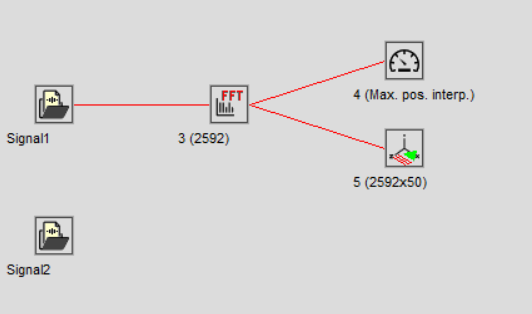 FFT
4 (Max. pos. interp.)
Signal1
3 (2592)
5 (2592x50)
Signal2